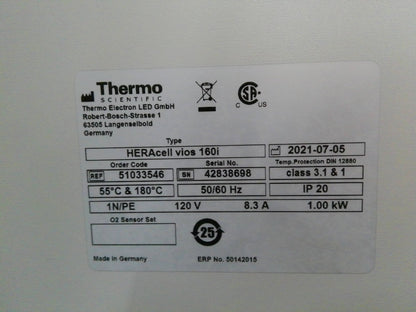 Thermo
SCIENTIFIC
Thermo Electron LED GmbH
Robert-Bosch-Strasse 1
63505 Langenselbold
Germany
C SA US
Type
HERAcell vios 160i
2021-07-05
Order Code Serial No. Temp.Protection DIN 12880
REF 51033546 SN 42838698 class 3.1 & 1
55°C & 180°C 50/60 Hz IP 20
1N/PE 120 V 8.3 A 1.00 kW
O2 Sensor Set
25
Made in Germany ERP No. 50142015